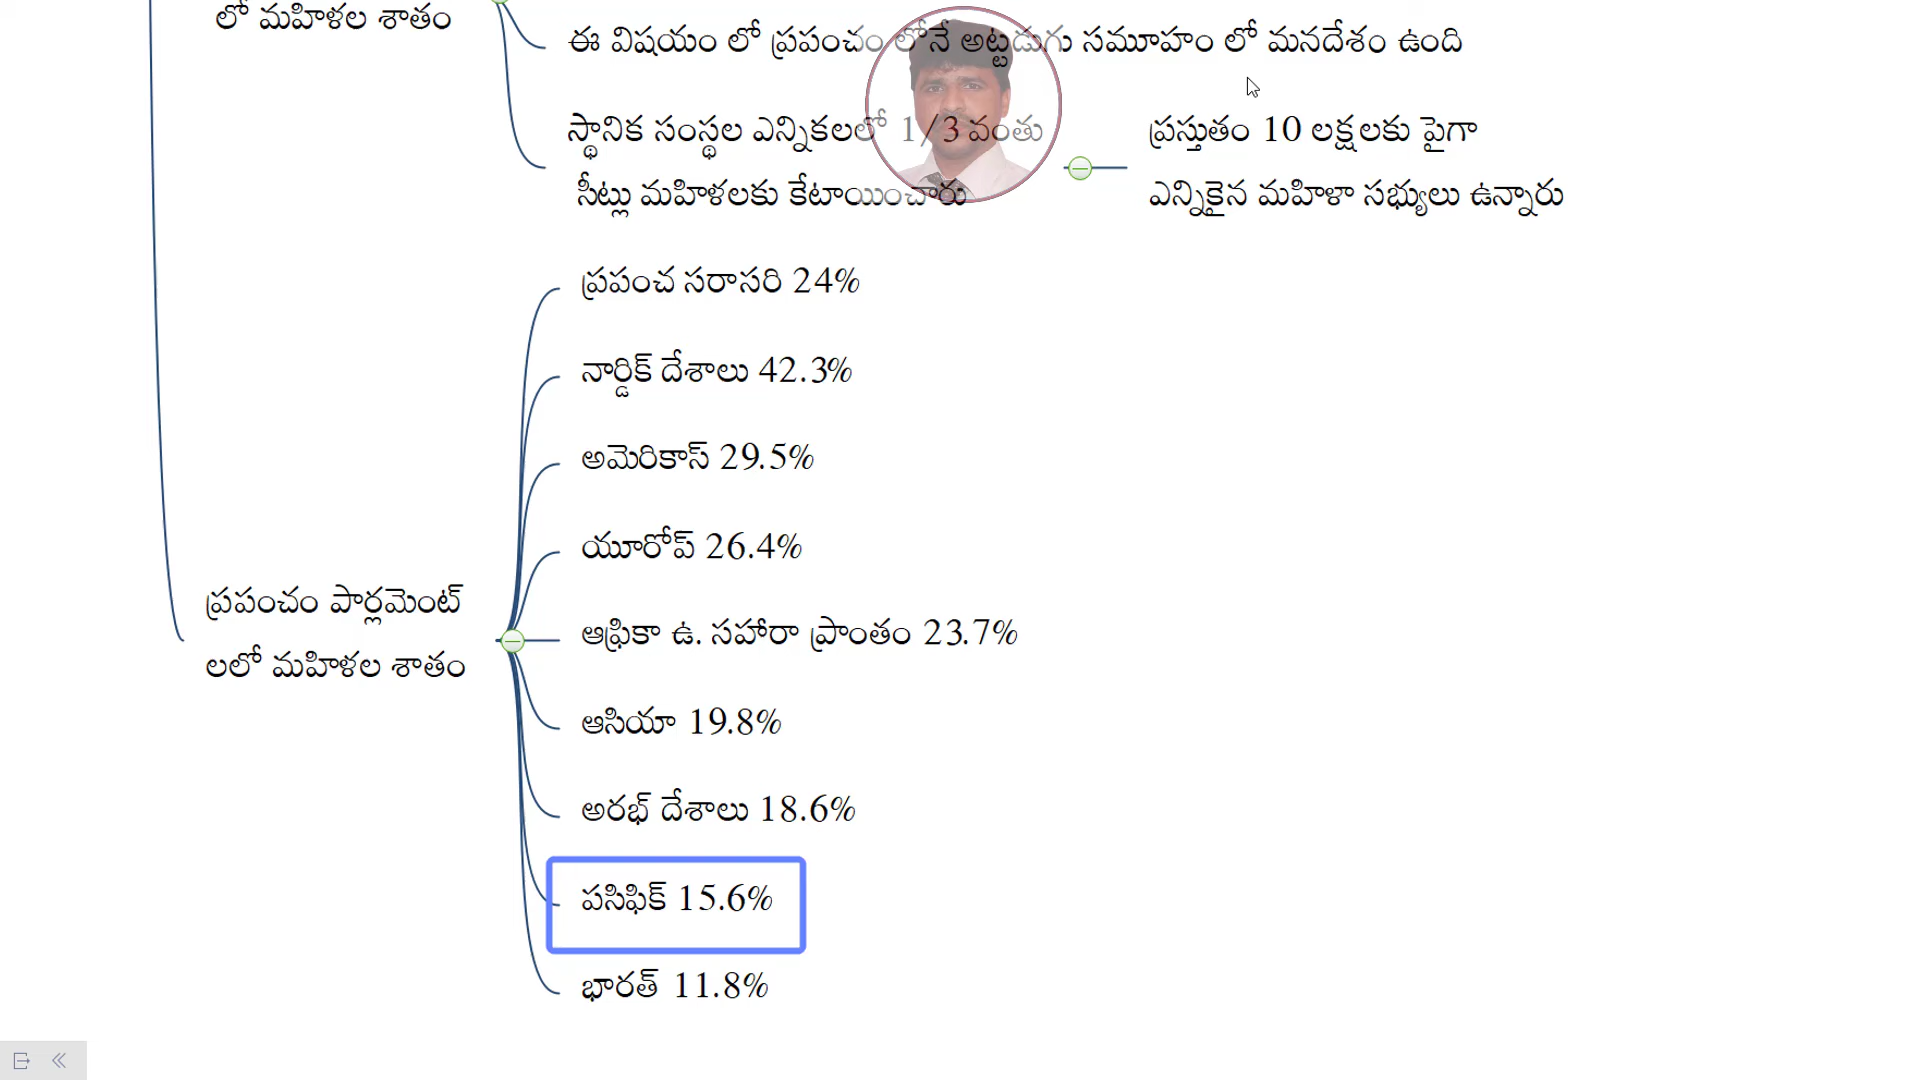 లో మహిళల శాతం
ఈ విషయం లో ప్రపంచం లోనే అట్టడుగు సమూహం లో మనదేశం ఉంది
స్థానిక సంస్థల ఎన్నికలలో 1/3 వంతు
సీట్లు మహిళలకు కేటాయించారు
ప్రస్తుతం 10 లక్షలకు పైగా
ఎన్నికైన మహిళా సభ్యులు ఉన్నారు
ప్రపంచం పార్లమెంట్
లలో మహిళల శాతం
ప్రపంచ సరాసరి 24%
నార్డిక్ దేశాలు 42.3%
అమెరికాస్ 29.5%
యూరోప్ 26.4%
ఆఫ్రికా ఉ. సహారా ప్రాంతం 23.7%
ఆసియా 19.8%
అరభ్ దేశాలు 18.6%
పసిఫిక్ 15.6%
భారత్ 11.8%